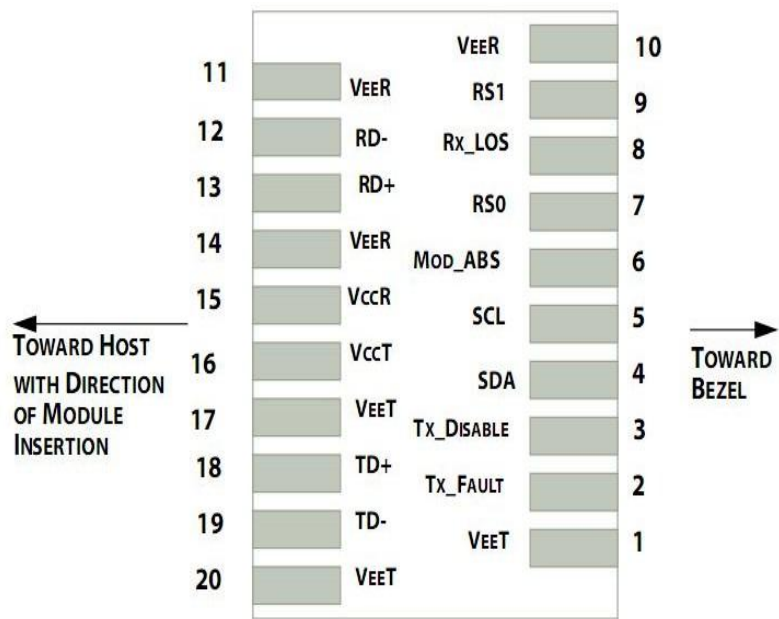 VEER 10
11 VEER
RS1 9
12 RD-
RX_LOS 8
13 RD+
RS0 7
14 VEER
MOD_ABS 6
15 VCCR
SCL 5
16 VCCT
SDA 4
17 VEET
TX_DISABLE 3
18 TD+
TX_FAULT 2
19 TD-
VEET 1
20 VEET
TOWARD HOST
WITH DIRECTION
OF MODULE
INSERTION
TOWARD
BEZEL